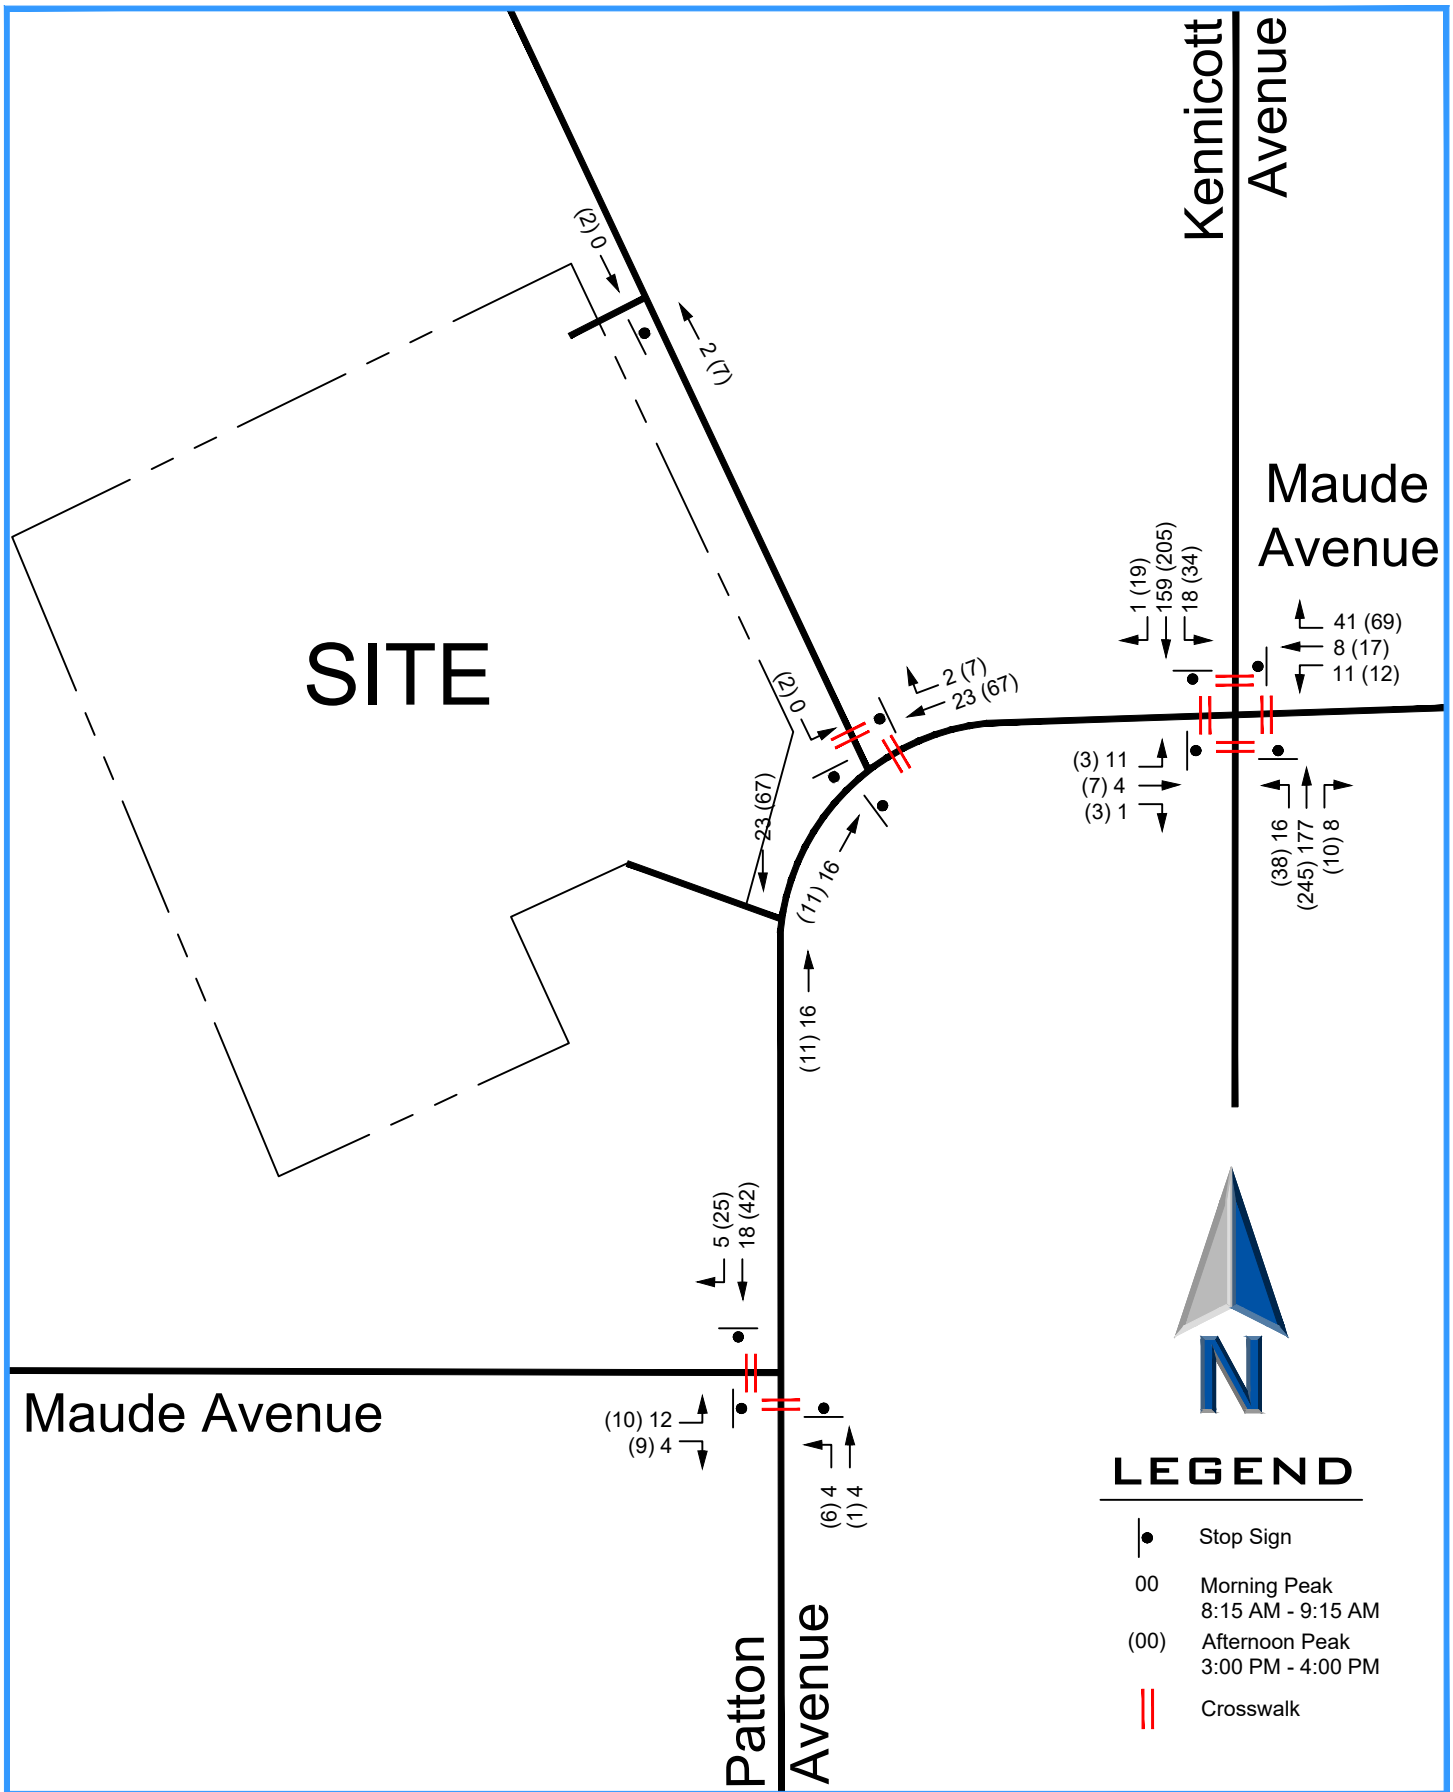 Kennicott
Avenue
(2) 0
2 (7)
Maude
Avenue
SITE
1 (19)
159 (205)
18 (34)
41 (69)
8 (17)
11 (12)
(2) 0
2 (7)
23 (67)
23 (67)
(11) 16
(3) 11
(7) 4
(3) 1
(38) 16
(245) 177
(10) 8
(11) 16
5 (25)
18 (42)
Maude Avenue
(10) 12
(9) 4
(6) 4
(1) 4
Patton
Avenue
N
LEGEND
Stop Sign
00 Morning Peak
8:15 AM - 9:15 AM
(00) Afternoon Peak
3:00 PM - 4:00 PM
Crosswalk